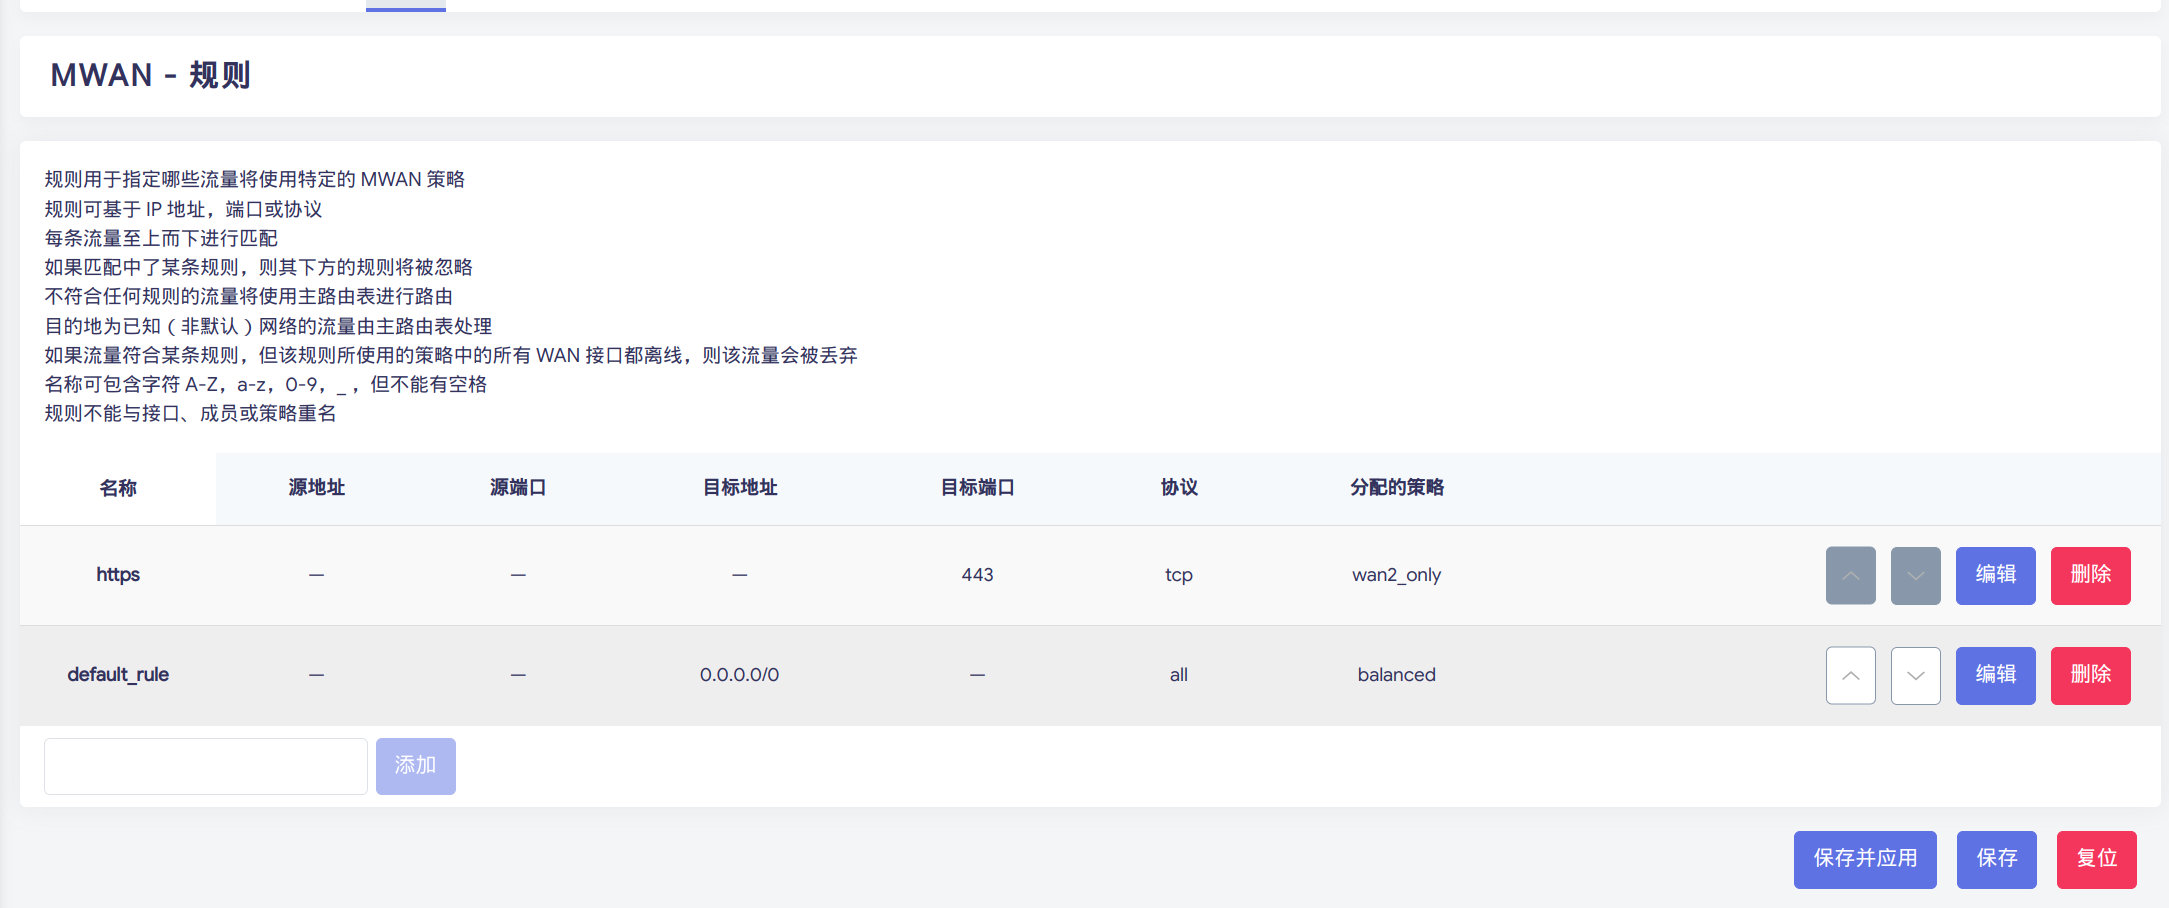 MWAN - 规则
规则用于指定哪些流量将使用特定的 MWAN 策略
规则可基于 IP 地址，端口或协议
每条流量至上而下进行匹配
如果匹配中了某条规则，则其下方的规则将被忽略
不符合任何规则的流量将使用主路由表进行路由
目的地为已知（非默认）网络的流量由主路由表处理
如果流量符合某条规则，但该规则所使用的策略中的所有 WAN 接口都离线，则该流量会被丢弃
名称可包含字符 A-Z，a-z，0-9，_ ，但不能有空格
规则不能与接口、成员或策略重名
名称 源地址 源端口 目标地址 目标端口 协议 分配的策略
https — — — 443 tcp wan2_only 编辑 删除
default_rule — — 0.0.0.0/0 — all balanced 编辑 删除
添加
保存并应用 保存 复位